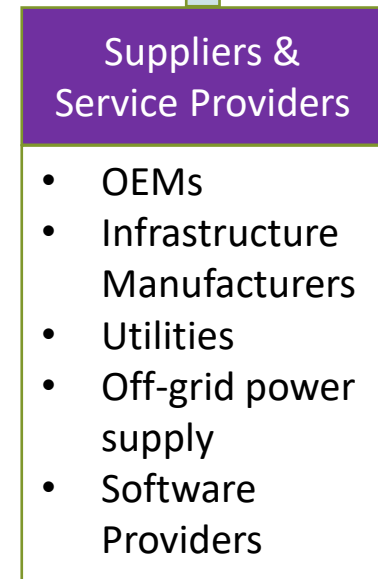 Suppliers &
Service Providers
• OEMs
• Infrastructure
Manufacturers
• Utilities
• Off-grid power
supply
• Software
Providers